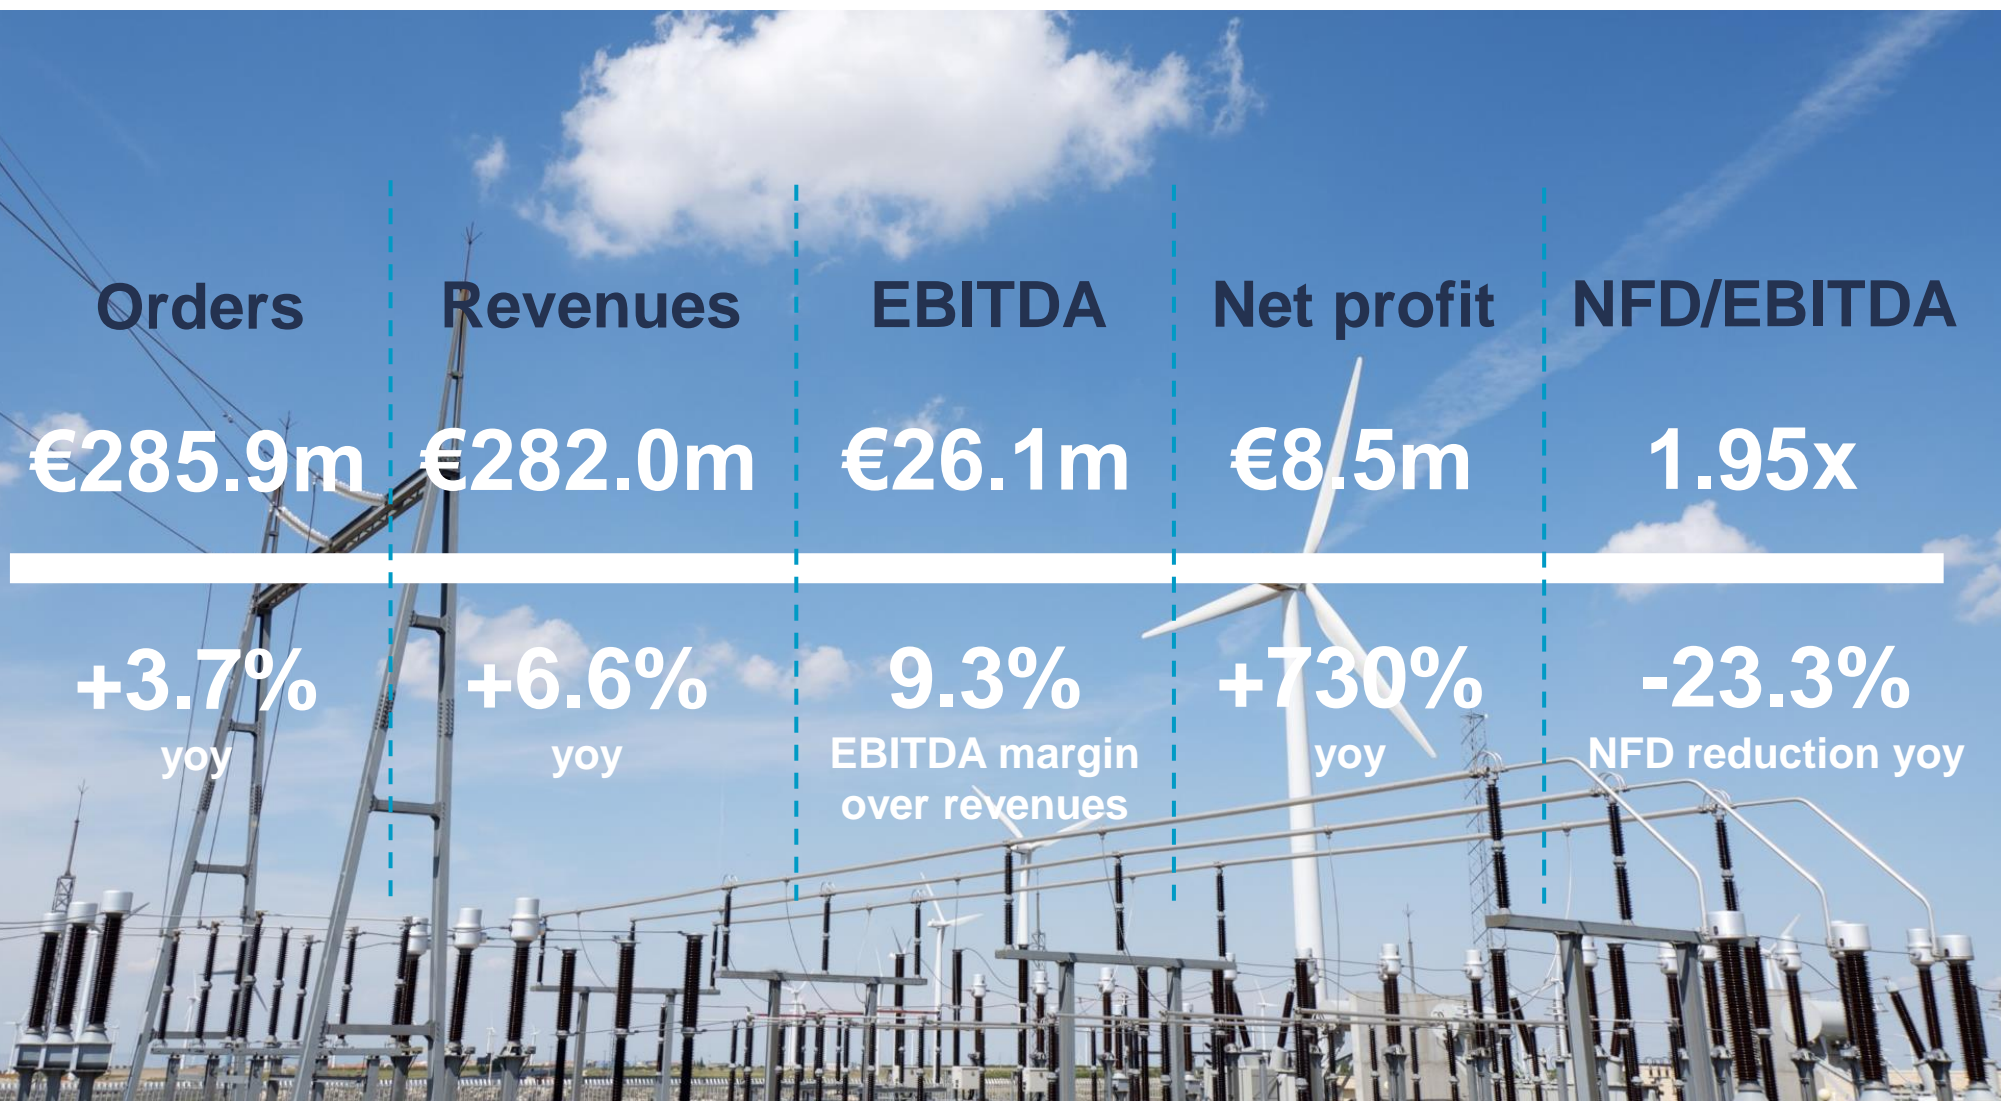 Orders
€285.9m
+3.7%
yoy
Revenues
€282.0m
+6.6%
yoy
EBITDA
€26.1m
9.3%
EBITDA margin
over revenues
Net profit
€8.5m
+730%
yoy
NFD/EBITDA
1.95x
-23.3%
NFD reduction yoy